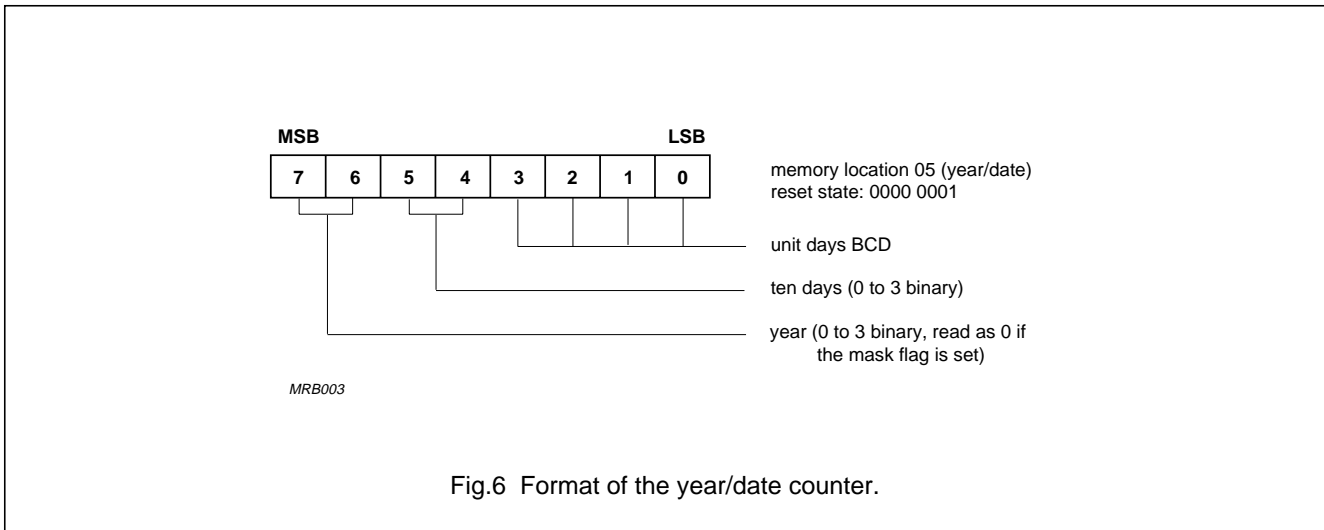 MSB LSB
7 6 5 4 3 2 1 0
memory location 05 (year/date)
reset state: 0000 0001
unit days BCD
ten days (0 to 3 binary)
year (0 to 3 binary, read as 0 if
the mask flag is set)
MRB003
Fig.6 Format of the year/date counter.